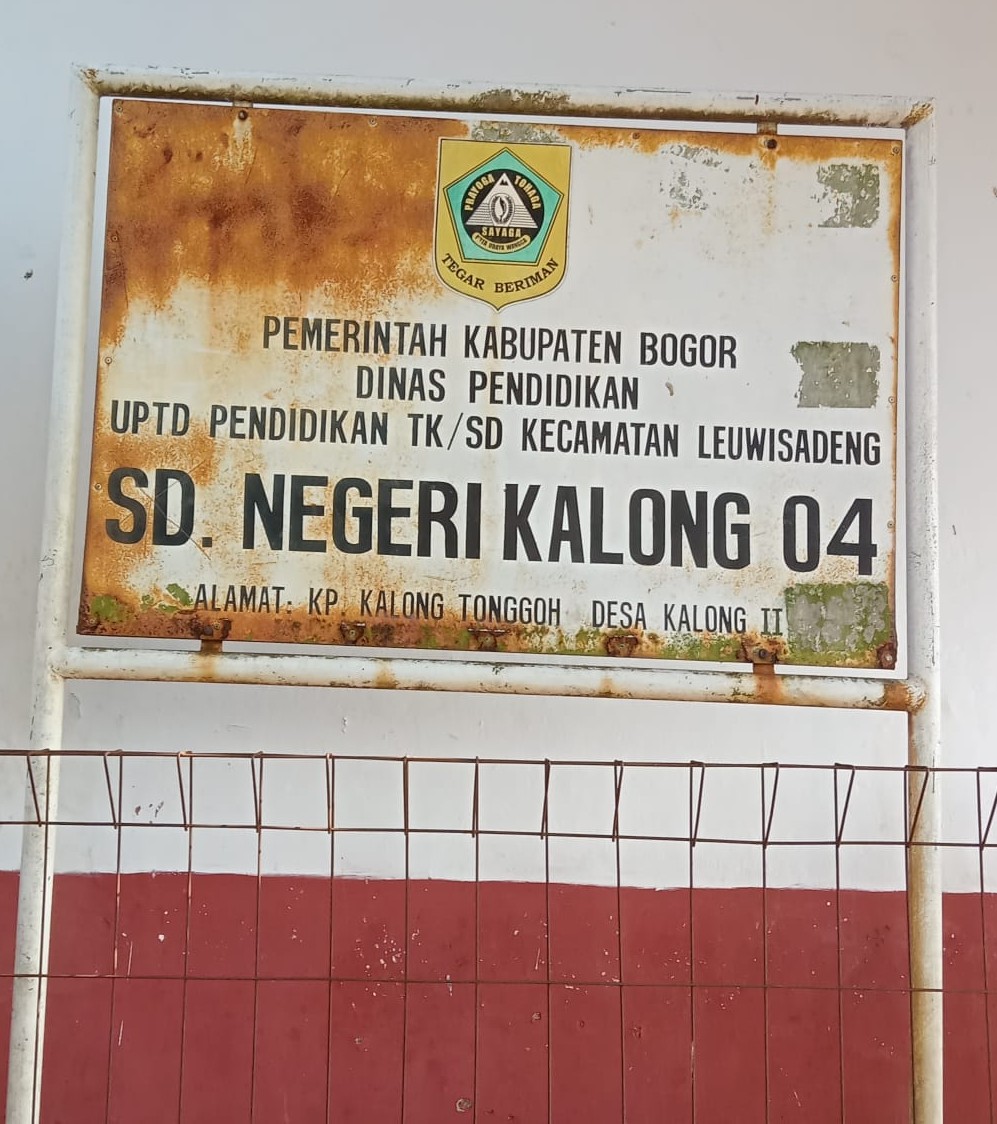 PRAYOGA TOHAGA
SAYAGA
TEGAR BERIMAN
PEMERINTAH KABUPATEN BOGOR
DINAS PENDIDIKAN
UPTD PENDIDIKAN TK/SD KECAMATAN LEUWISADENG
SD. NEGERI KALONG 04
ALAMAT: KP. KALONG TONGGOH DESA KALONG II